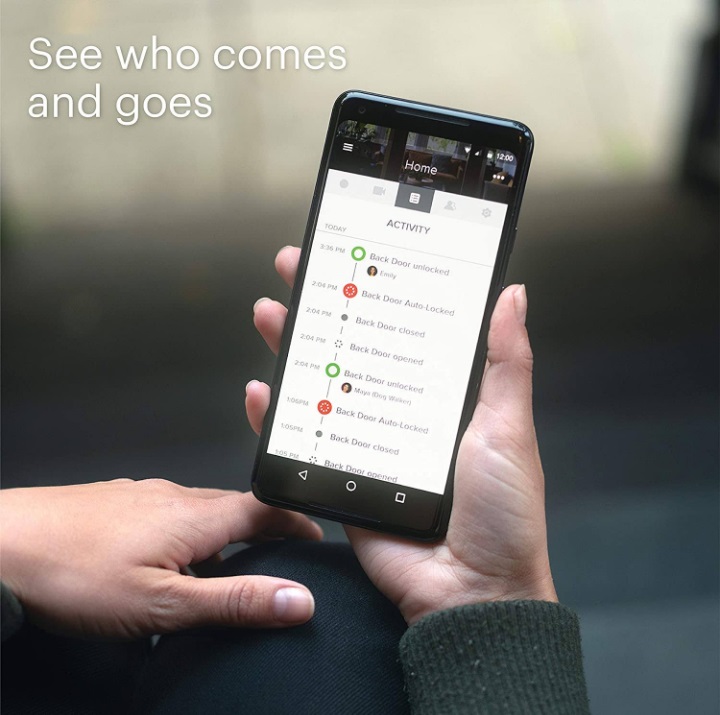 See who comes
and goes
12:00
Home
ACTIVITY
TODAY
3:36 PM Back Door unlocked
Emily
2:04 PM Back Door Auto-Locked
2:04 PM Back Door closed
2:04 PM Back Door opened
2:04 PM Back Door unlocked
Maya (Dog Walker)
1:06PM Back Door Auto-Locked
1:05PM Back Door closed
1:05 PM Back Door opened